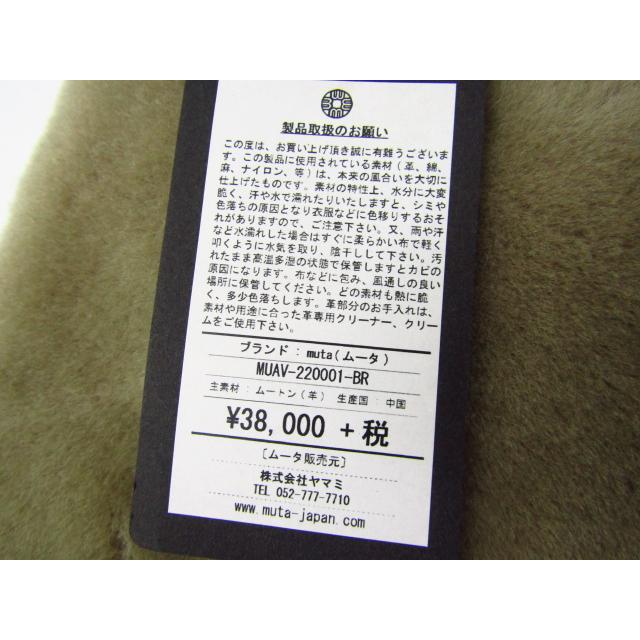 製品取扱のお願い
この度は、お買い上げ頂き誠に有難うございま
す。この製品に使用されている素材(革、綿、
麻、ナイロン、等)は、本来の風合いを大切に
仕上げたものです。素材の特性上、水分に大変
脆く、汗や水で濡れたりいたしますと、シミや
色落ちの原因となり衣服などに色移りするおそ
れがありますので、ご注意下さい。又、雨や汗
など水濡れした場合はすぐに柔らかい布で軽く
叩くように水気を取り、陰干しして下さい。汚
れたまま高温多湿の状態で保管しますとカビの
原因になります。布などに包み、風通しの良い
場所に保管してください。どの素材も熱に脆
く、多少色落ちします。革部分のお手入れは、
素材や用途に合った革専用クリーナー、クリー
ムをご使用下さい。
ブランド : muta(ムータ)
MUAV-220001-BR
主素材 : ムートン(羊) 生産国 : 中国
¥38,000 +税
[ムータ販売元]
株式会社ヤマミ
TEL 052-777-7710
www.muta-japan.com